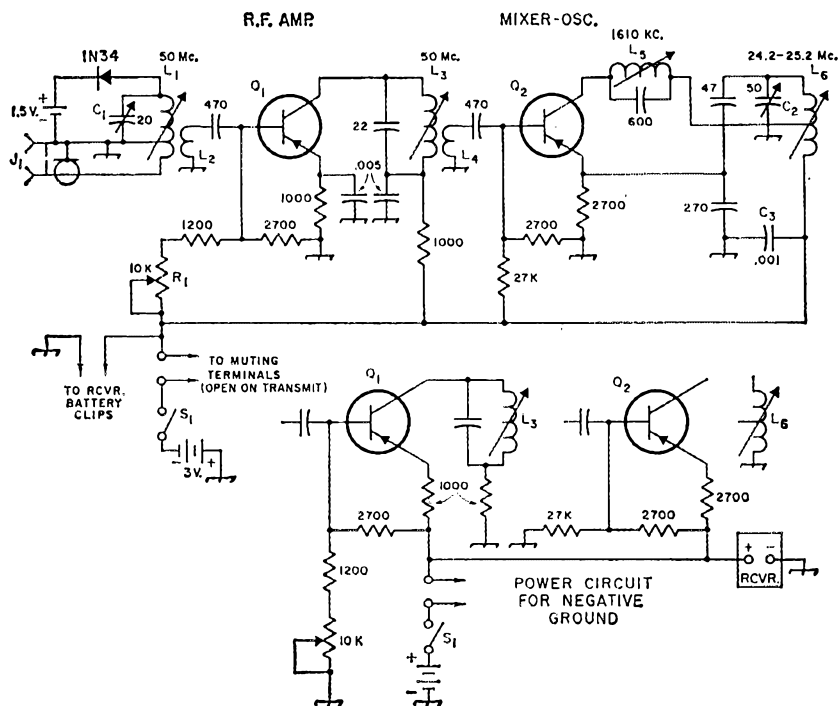 R.F. AMP.
MIXER-OSC.
1N34
L1
50 Mc.
+
1.5V.
-
C1
20
J1
L2
470
Q1
22
50 Mc.
L3
.005
1000
1200
2700
10K
R1
1000
L4
470
Q2
1610 KC.
L5
600
24.2-25.2 Mc.
L6
47
50
C2
2700
2700
27K
270
C3
.001
TO RCVR.
BATTERY
CLIPS
TO MUTING
TERMINALS
(OPEN ON TRANSMIT)
S1
- +
3V.
Q1
L3
1000
2700
1200
10K
S1
+
-
Q2
L6
2700
27K
2700
+ -
RCVR.
POWER CIRCUIT
FOR NEGATIVE
GROUND